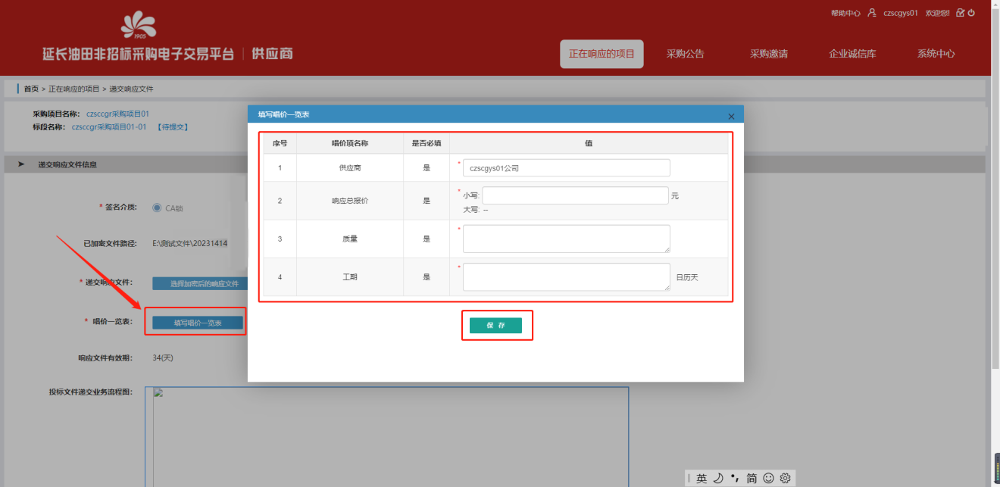 帮助中心 czscgys01 欢迎您!
1905
延长油田非招标采购电子交易平台 | 供应商
正在响应的项目 采购公告 采购邀请 企业诚信库 系统中心
首页 > 正在响应的项目 > 递交响应文件
采购项目名称: czsccgr采购项目01
标段名称: czsccgr采购项目01-01 【待提交】
递交响应文件信息
* 签名介质: CA锁
已加密文件路径: E:\测试文件\20231414
* 递交响应文件: 选择加密后的响应文件
* 唱价一览表: 填写唱价一览表
响应文件有效期: 34(天)
投标文件递交业务流程图:
填写唱价一览表 ×
序号 唱价项名称 是否必填 值
1 供应商 是 * czscgys01公司
2 响应总报价 是 * 小写: 元
大写: --
3 质量 是 *
4 工期 是 * 日历天
保 存
英 简